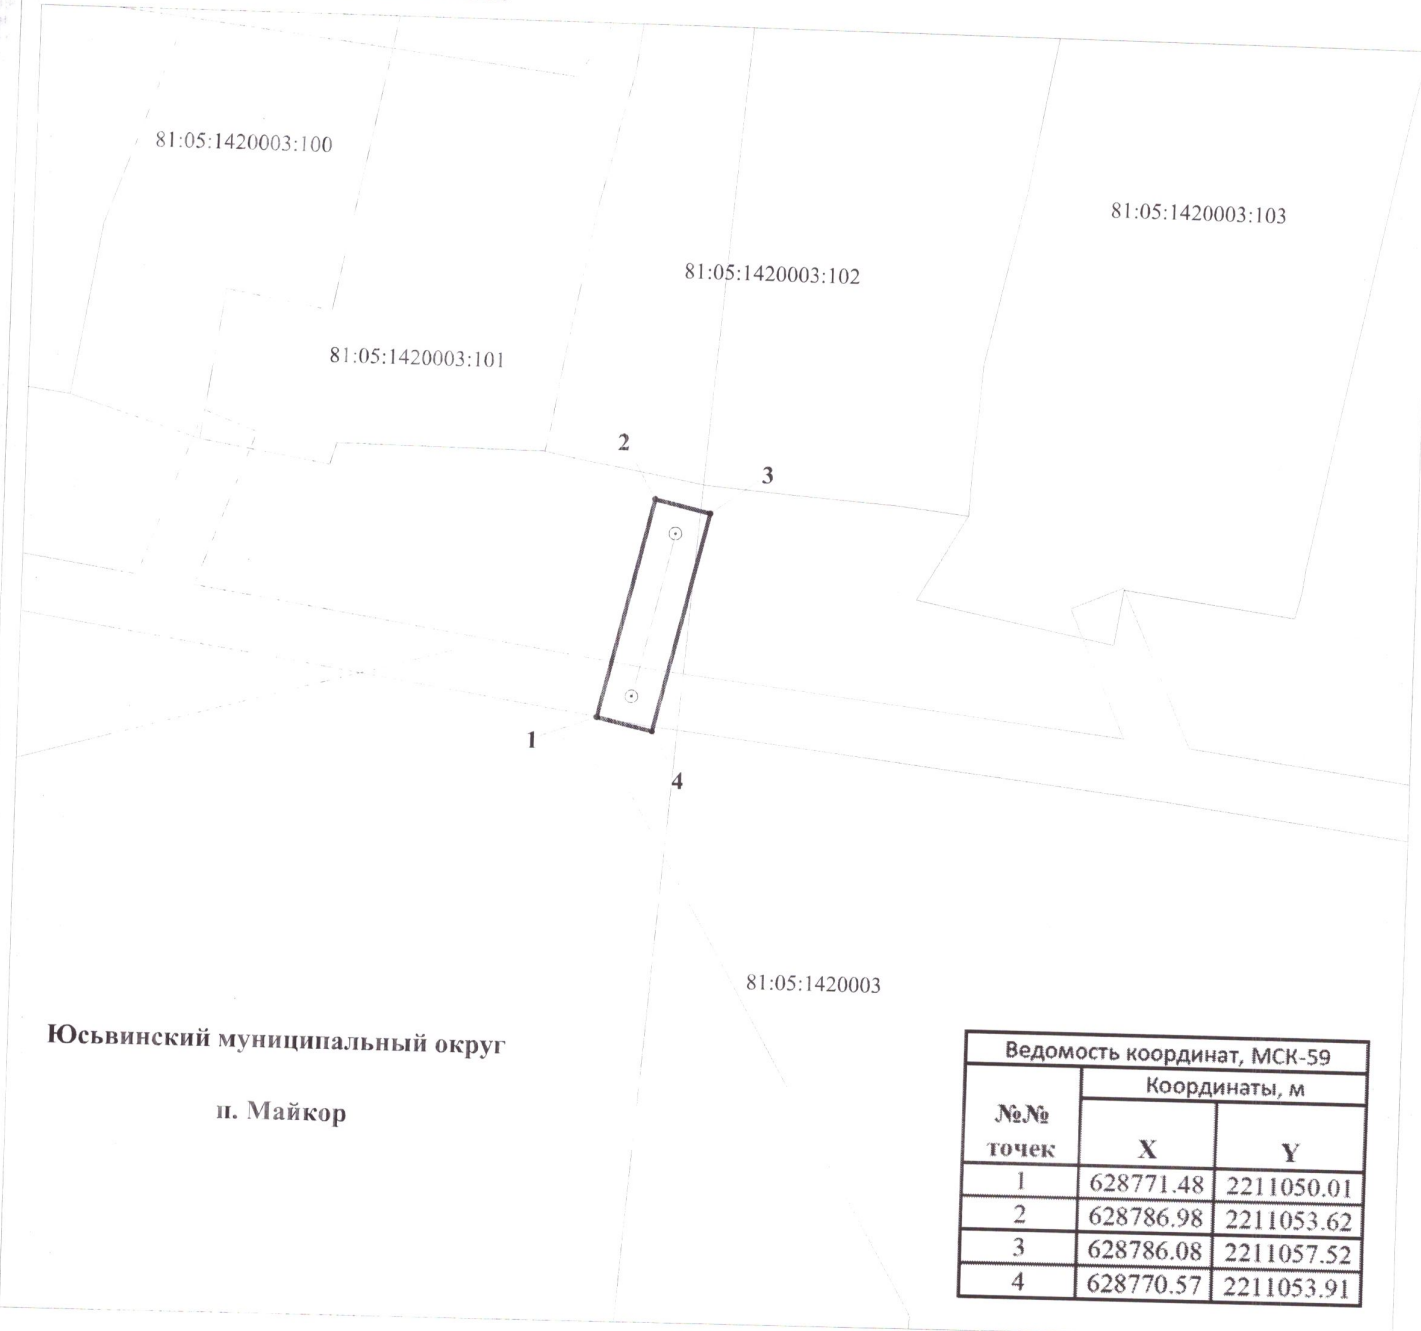 81:05:1420003:100
81:05:1420003:103
81:05:1420003:102
81:05:1420003:101
2
3
1
4
81:05:1420003
Юсьвинский муниципальный округ
п. Майкор
Ведомость координат, МСК-59
№№ точек
Координаты, м
X Y
1 628771.48 2211050.01
2 628786.98 2211053.62
3 628786.08 2211057.52
4 628770.57 2211053.91